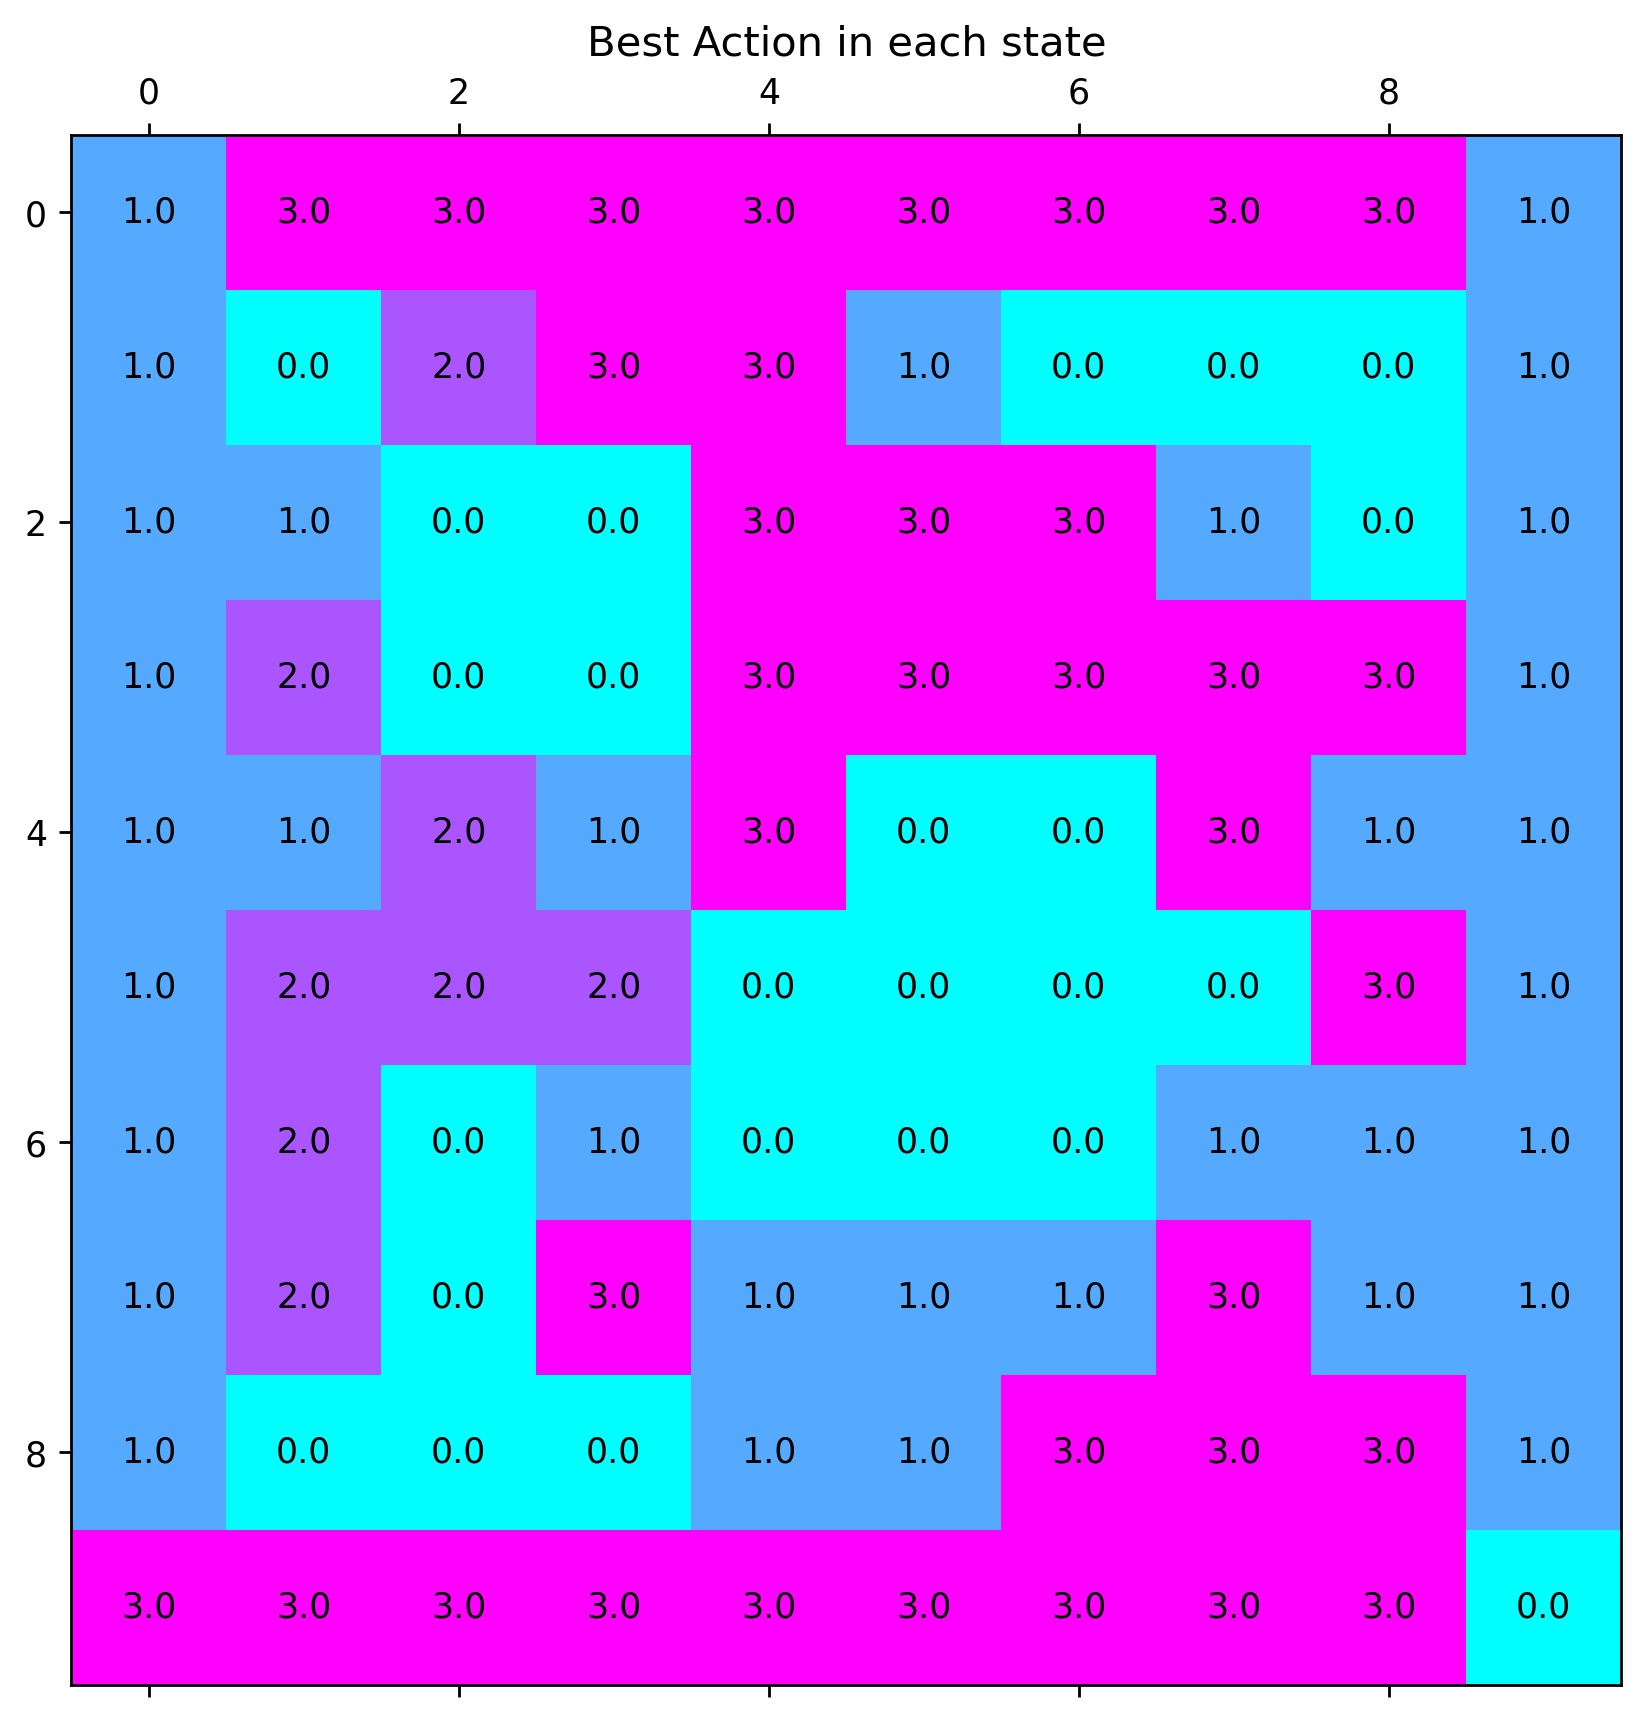 Best Action in each state
0 2 4 6 8
0 1.0 3.0 3.0 3.0 3.0 3.0 3.0 3.0 3.0 1.0
1.0 0.0 2.0 3.0 3.0 1.0 0.0 0.0 0.0 1.0
2 1.0 1.0 0.0 0.0 3.0 3.0 3.0 1.0 0.0 1.0
1.0 2.0 0.0 0.0 3.0 3.0 3.0 3.0 3.0 1.0
4 1.0 1.0 2.0 1.0 3.0 0.0 0.0 3.0 1.0 1.0
1.0 2.0 2.0 2.0 0.0 0.0 0.0 0.0 3.0 1.0
6 1.0 2.0 0.0 1.0 0.0 0.0 0.0 1.0 1.0 1.0
1.0 2.0 0.0 3.0 1.0 1.0 1.0 3.0 1.0 1.0
8 1.0 0.0 0.0 0.0 1.0 1.0 3.0 3.0 3.0 1.0
3.0 3.0 3.0 3.0 3.0 3.0 3.0 3.0 3.0 0.0